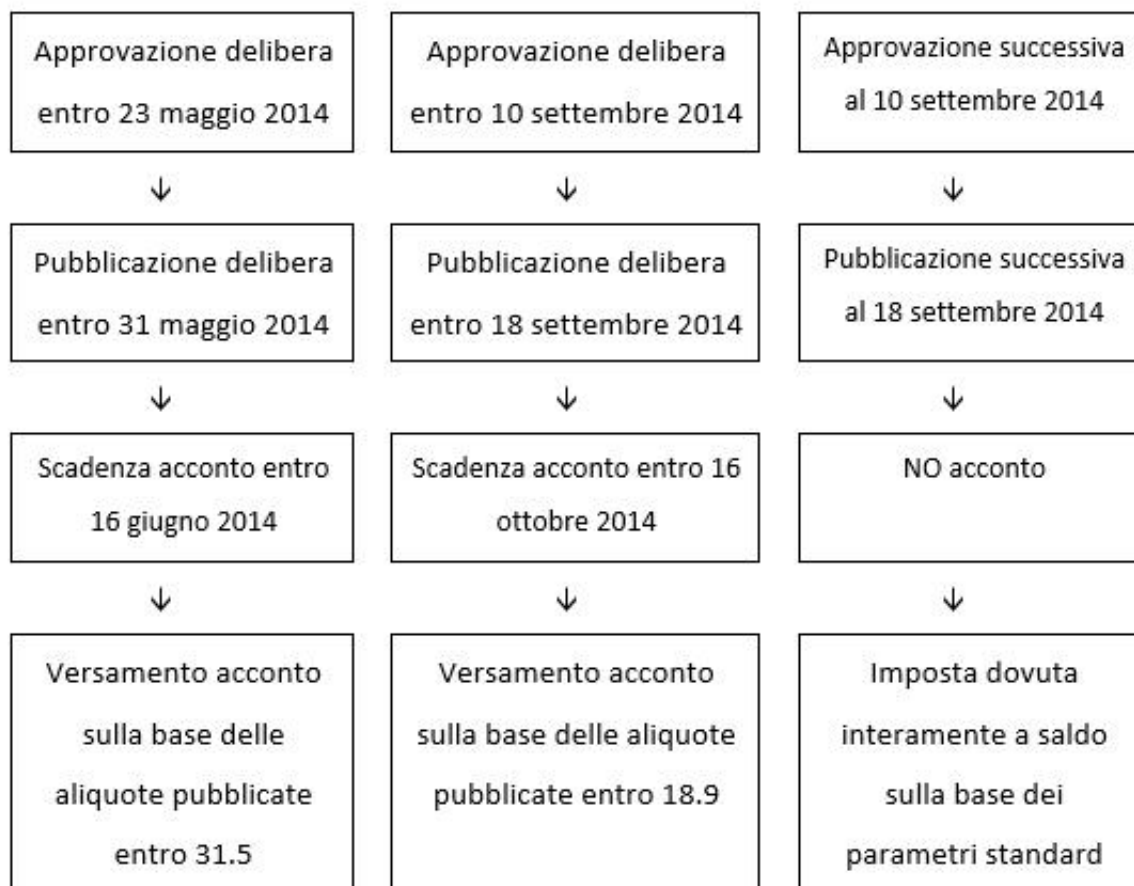 Approvazione delibera
entro 23 maggio 2014
↓
Pubblicazione delibera
entro 31 maggio 2014
↓
Scadenza acconto entro
16 giugno 2014
↓
Versamento acconto
sulla base delle
aliquote pubblicate
entro 31.5
Approvazione delibera
entro 10 settembre 2014
↓
Pubblicazione delibera
entro 18 settembre 2014
↓
Scadenza acconto entro 16
ottobre 2014
↓
Versamento acconto
sulla base delle aliquote
pubblicate entro 18.9
Approvazione successiva
al 10 settembre 2014
↓
Pubblicazione successiva
al 18 settembre 2014
↓
NO acconto
↓
Imposta dovuta
interamente a saldo
sulla base dei
parametri standard